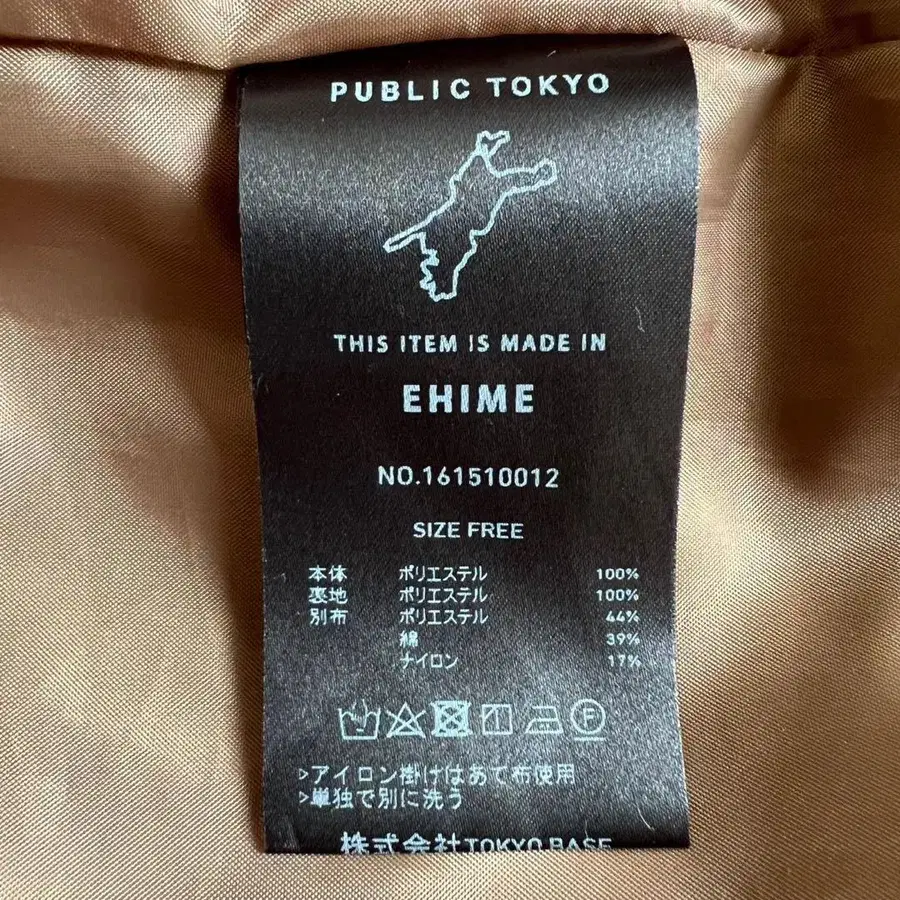 PUBLIC TOKYO
THIS ITEM IS MADE IN
EHIME
NO.161510012
SIZE FREE
本体 ポリエステル 100%
裏地 ポリエステル 100%
別布 ポリエステル 44%
綿 39%
ナイロン 17%
F
>アイロン掛けはあて布使用
>単独で別に洗う
株式会社TOKYO BASE